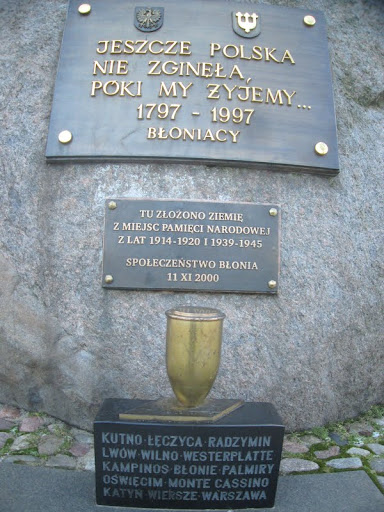 JESZCZE POLSKA
NIE ZGINĘŁA,
PÓKI MY ŻYJEMY...
1797 - 1997
BŁONIACY
TU ZŁOŻONO ZIEMIĘ
Z MIEJSC PAMIĘCI NARODOWEJ
Z LAT 1914-1920 I 1939-1945
SPOŁECZEŃSTWO BŁONIA
11 XI 2000
KUTNO·ŁĘCZYCA·RADZYMIN
LWÓW·WILNO·WESTERPLATTE
KAMPINOS·BŁONIE·PALMIRY
OŚWIĘCIM·MONTE CASSINO
KATYŃ·WIERSZE·WARSZAWA